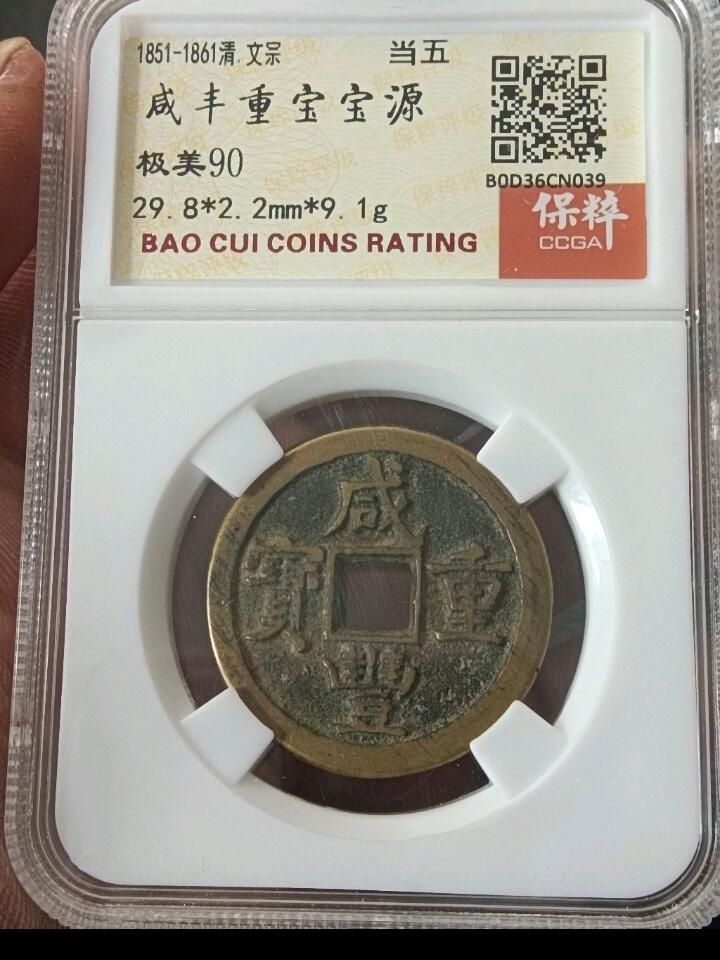 1851-1861清.文宗 当五
咸丰重宝宝源
极美90
29.8*2.2mm*9.1g
BAO CUI COINS RATING
B0D36CN039
保粹
CCGA
咸
寶 重
豐